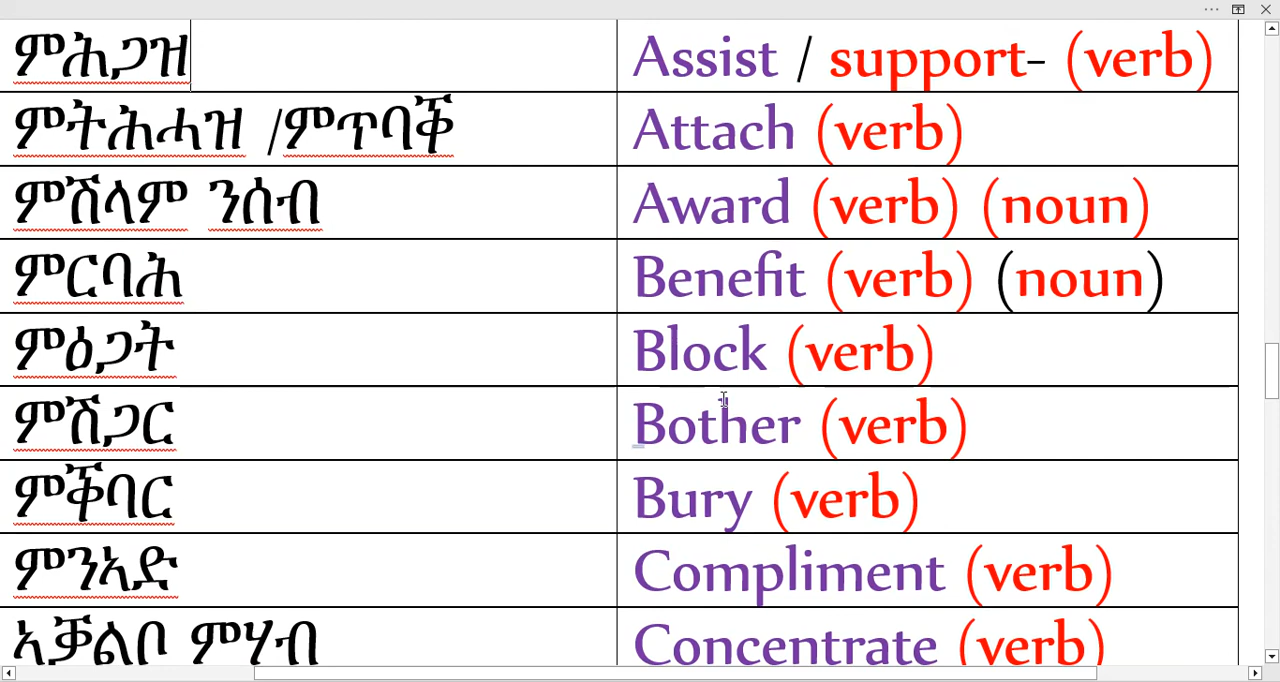 ምሕጋዝ Assist / support- (verb)
ምትሕሓዝ /ምጥባቕ Attach (verb)
ምሽላም ንሰብ Award (verb) (noun)
ምርባሕ Benefit (verb) (noun)
ምዕጋት Block (verb)
ምሽጋር Bother (verb)
ምቕባር Bury (verb)
ምንኣድ Compliment (verb)
ኣቓልቦ ምሃብ Concentrate (verb)